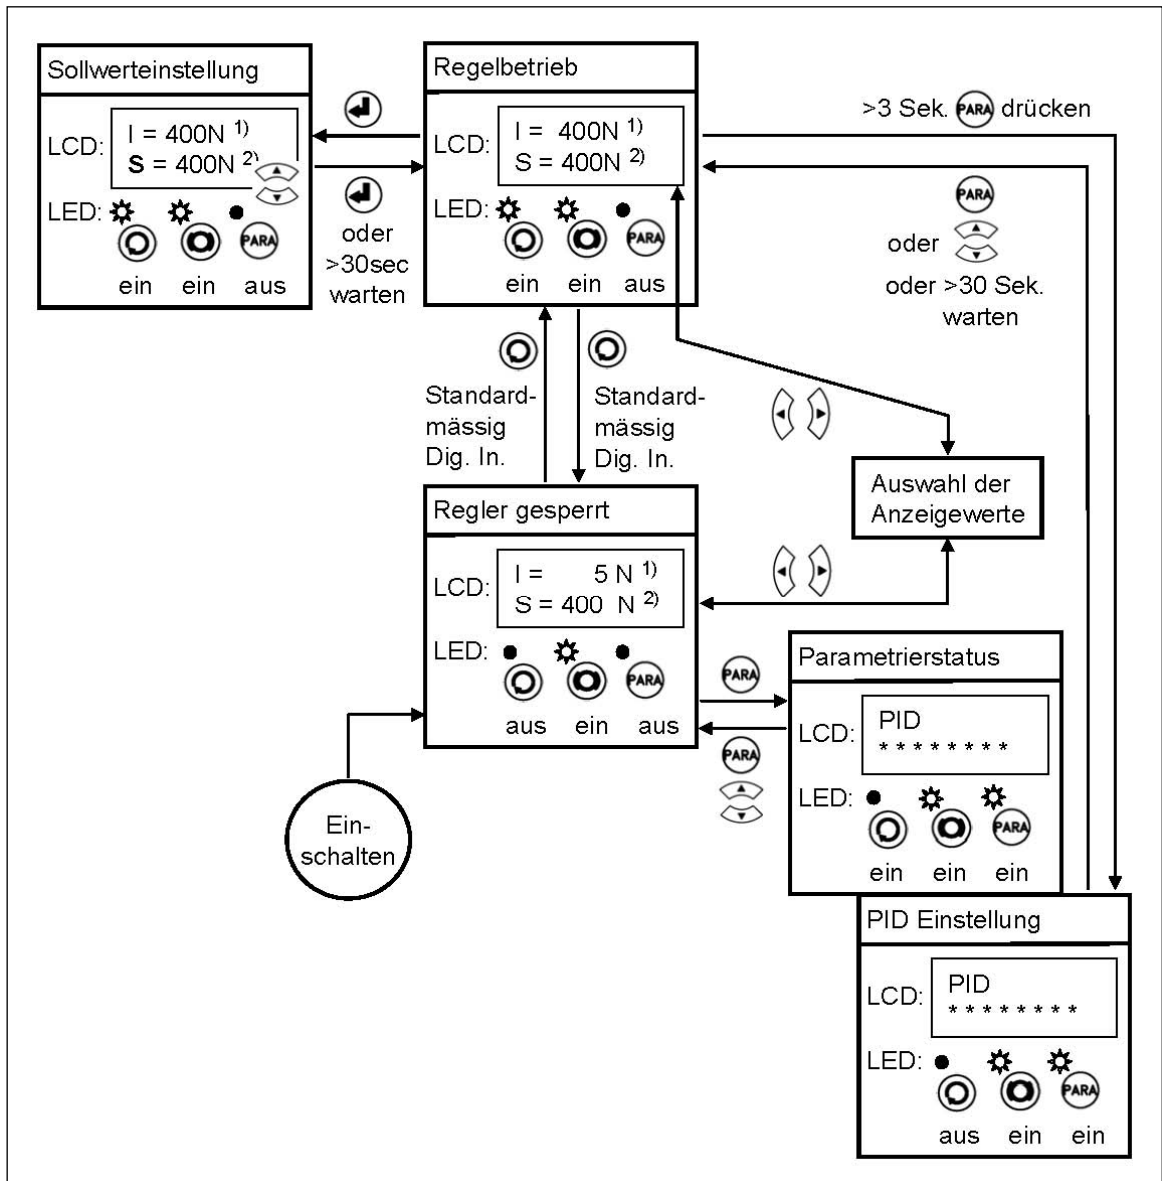 Sollwerteinstellung
LCD:
I = 400N 1)
S = 400N 2)
LED:
PARA
ein ein aus
oder
>30sec
warten
Regelbetrieb
LCD:
I = 400N 1)
S = 400N 2)
LED:
PARA
ein ein aus
>3 Sek. PARA drücken
PARA
oder
oder >30 Sek.
warten
Standard-
mässig
Dig. In.
Standard-
mässig
Dig. In.
Auswahl der
Anzeigewerte
Regler gesperrt
LCD:
I = 5 N 1)
S = 400 N 2)
LED:
PARA
aus ein aus
PARA
PARA
Ein-
schalten
Parametrierstatus
LCD:
PID
* * * * * * * *
LED:
PARA
ein ein ein
PID Einstellung
LCD:
PID
* * * * * * * *
LED:
PARA
aus ein ein